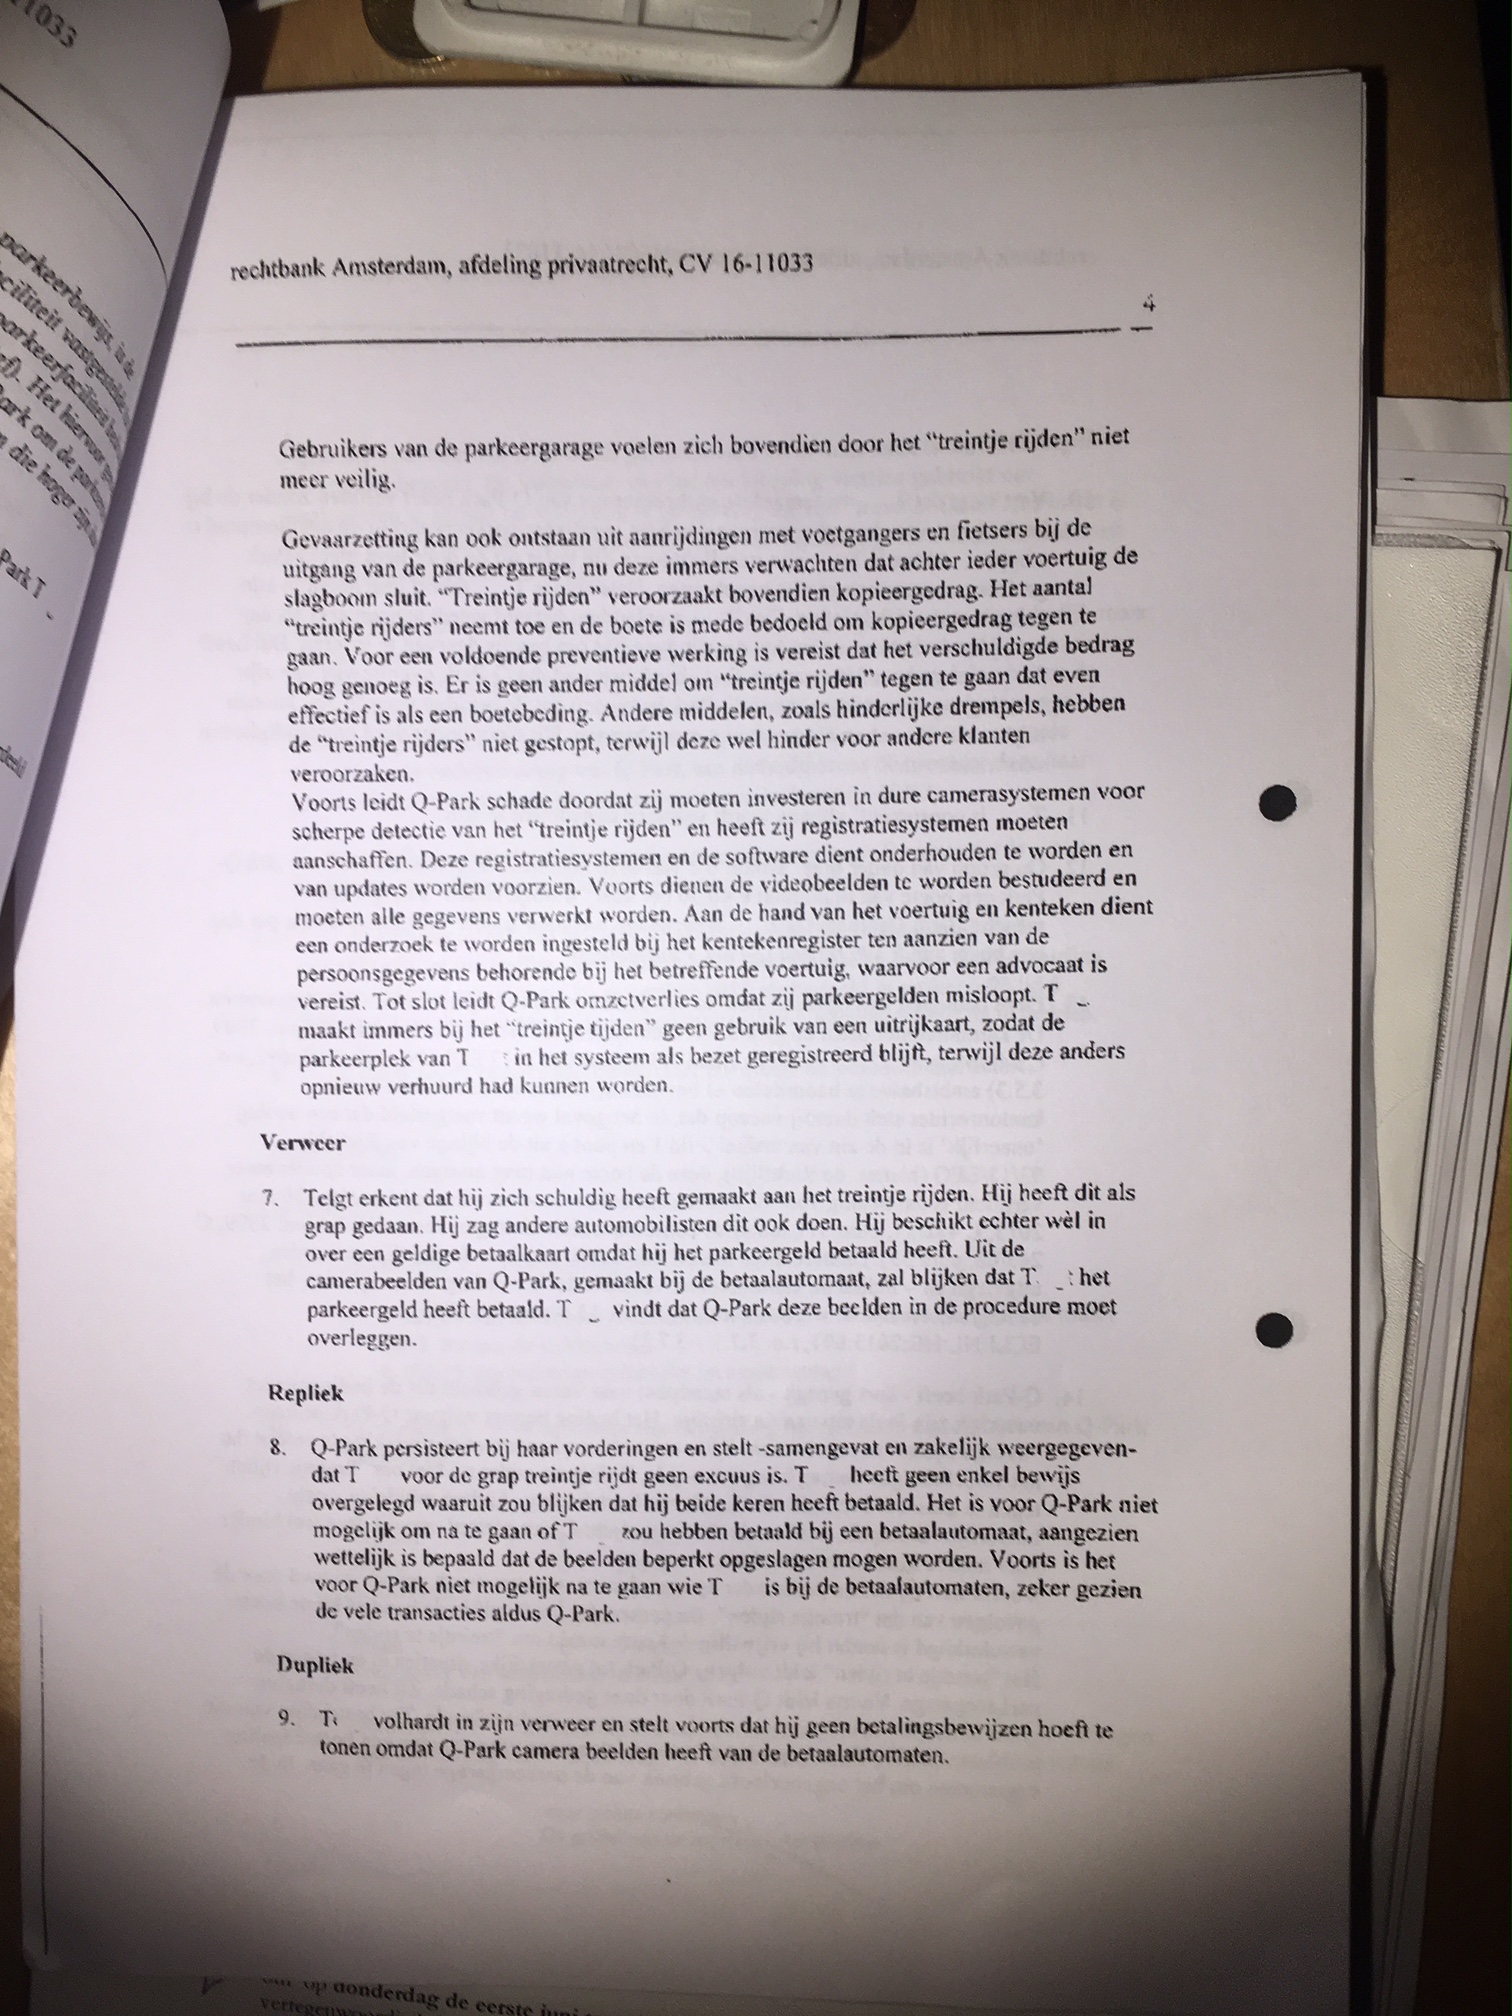 11033
parkeerbewijs, is de
ciliteit vastgestelde
parkeerfaciliteit
ef). Het hiervoor
Park om de
die hoger zijn
Park T
rechtbank Amsterdam, afdeling privaatrecht, CV 16-11033
4
Gebruikers van de parkeergarage voelen zich bovendien door het “treintje rijden” niet
meer veilig.
Gevaarzetting kan ook ontstaan uit aanrijdingen met voetgangers en fietsers bij de
uitgang van de parkeergarage, nu deze immers verwachten dat achter ieder voertuig de
slagboom sluit. “Treintje rijden” veroorzaakt bovendien kopieergedrag. Het aantal
“treintje rijders” neemt toe en de boete is mede bedoeld om kopieergedrag tegen te
gaan. Voor een voldoende preventieve werking is vereist dat het verschuldigde bedrag
hoog genoeg is. Er is geen ander middel om “treintje rijden” tegen te gaan dat even
effectief is als een boetebeding. Andere middelen, zoals hinderlijke drempels, hebben
de “treintje rijders” niet gestopt, terwijl deze wel hinder voor andere klanten
veroorzaken.
Voorts leidt Q-Park schade doordat zij moeten investeren in dure camerasystemen voor
scherpe detectie van het “treintje rijden” en heeft zij registratiesystemen moeten
aanschaffen. Deze registratiesystemen en de software dient onderhouden te worden en
van updates worden voorzien. Voorts dienen de videobeelden te worden bestudeerd en
moeten alle gegevens verwerkt worden. Aan de hand van het voertuig en kenteken dient
een onderzoek te worden ingesteld bij het kentekenregister ten aanzien van de
persoonsgegevens behorende bij het betreffende voertuig, waarvoor een advocaat is
vereist. Tot slot leidt Q-Park omzetverlies omdat zij parkeergelden misloopt. T
maakt immers bij het “treintje tijden” geen gebruik van een uitrijkaart, zodat de
parkeerplek van T in het systeem als bezet geregistreerd blijft, terwijl deze anders
opnieuw verhuurd had kunnen worden.
Verweer
7. Telgt erkent dat hij zich schuldig heeft gemaakt aan het treintje rijden. Hij heeft dit als
grap gedaan. Hij zag andere automobilisten dit ook doen. Hij beschikt echter wèl in
over een geldige betaalkaart omdat hij het parkeergeld betaald heeft. Uit de
camerabeelden van Q-Park, gemaakt bij de betaalautomaat, zal blijken dat T het
parkeergeld heeft betaald. T vindt dat Q-Park deze beelden in de procedure moet
overleggen.
Repliek
8. Q-Park persisteert bij haar vorderingen en stelt -samengevat en zakelijk weergegeven-
dat T voor de grap treintje rijdt geen excuus is. T heeft geen enkel bewijs
overgelegd waaruit zou blijken dat hij beide keren heeft betaald. Het is voor Q-Park niet
mogelijk om na te gaan of T zou hebben betaald bij een betaalautomaat, aangezien
wettelijk is bepaald dat de beelden beperkt opgeslagen mogen worden. Voorts is het
voor Q-Park niet mogelijk na te gaan wie T is bij de betaalautomaten, zeker gezien
de vele transacties aldus Q-Park.
Dupliek
9. T volhardt in zijn verweer en stelt voorts dat hij geen betalingsbewijzen hoeft te
tonen omdat Q-Park camera beelden heeft van de betaalautomaten.
op donderdag de eerste juni